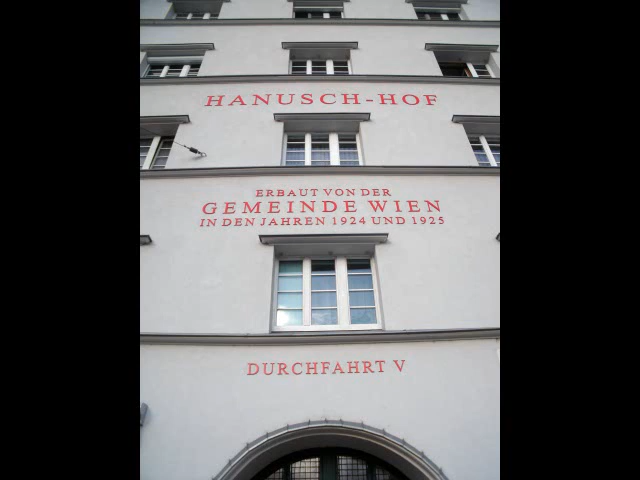 HANUSCH-HOF
ERBAUT VON DER
GEMEINDE WIEN
IN DEN JAHREN 1924 UND 1925
DURCHFAHRT V